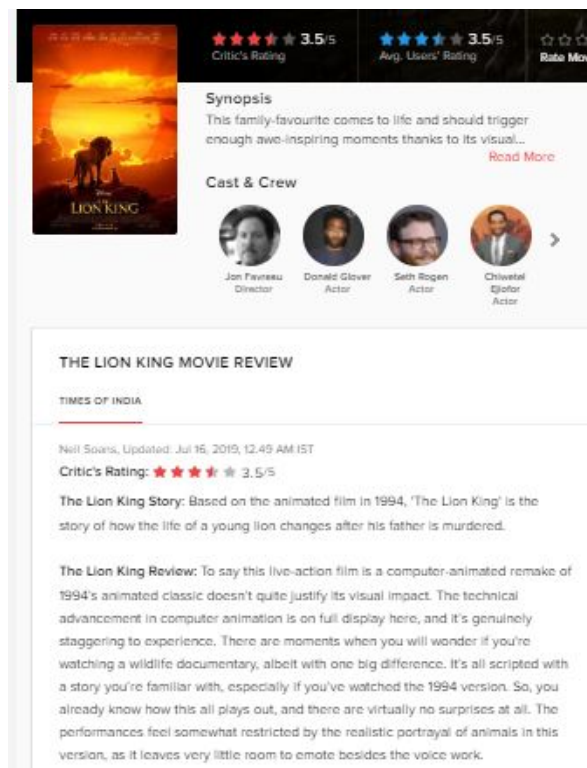 3.5/5
Critic's Rating
3.5/5
Avg. Users' Rating
Rate Mov
Disney
THE
LION KING
Synopsis
This family-favourite comes to life and should trigger
enough awe-inspiring moments thanks to its visual...
Read More
Cast & Crew
Jon Favreau
Director
Donald Glover
Actor
Seth Rogen
Actor
Chiwetel
Ejiofor
Actor
THE LION KING MOVIE REVIEW
TIMES OF INDIA
Neil Soans, Updated: Jul 16, 2019, 12.49 AM IST
Critic's Rating: 3.5/5
The Lion King Story: Based on the animated film in 1994, 'The Lion King' is the
story of how the life of a young lion changes after his father is murdered.
The Lion King Review: To say this live-action film is a computer-animated remake of
1994's animated classic doesn't quite justify its visual impact. The technical
advancement in computer animation is on full display here, and it's genuinely
staggering to experience. There are moments when you will wonder if you're
watching a wildlife documentary, albeit with one big difference. It's all scripted with
a story you're familiar with, especially if you've watched the 1994 version. So, you
already know how this all plays out, and there are virtually no surprises at all. The
performances feel somewhat restricted by the realistic portrayal of animals in this
version, as it leaves very little room to emote besides the voice work.